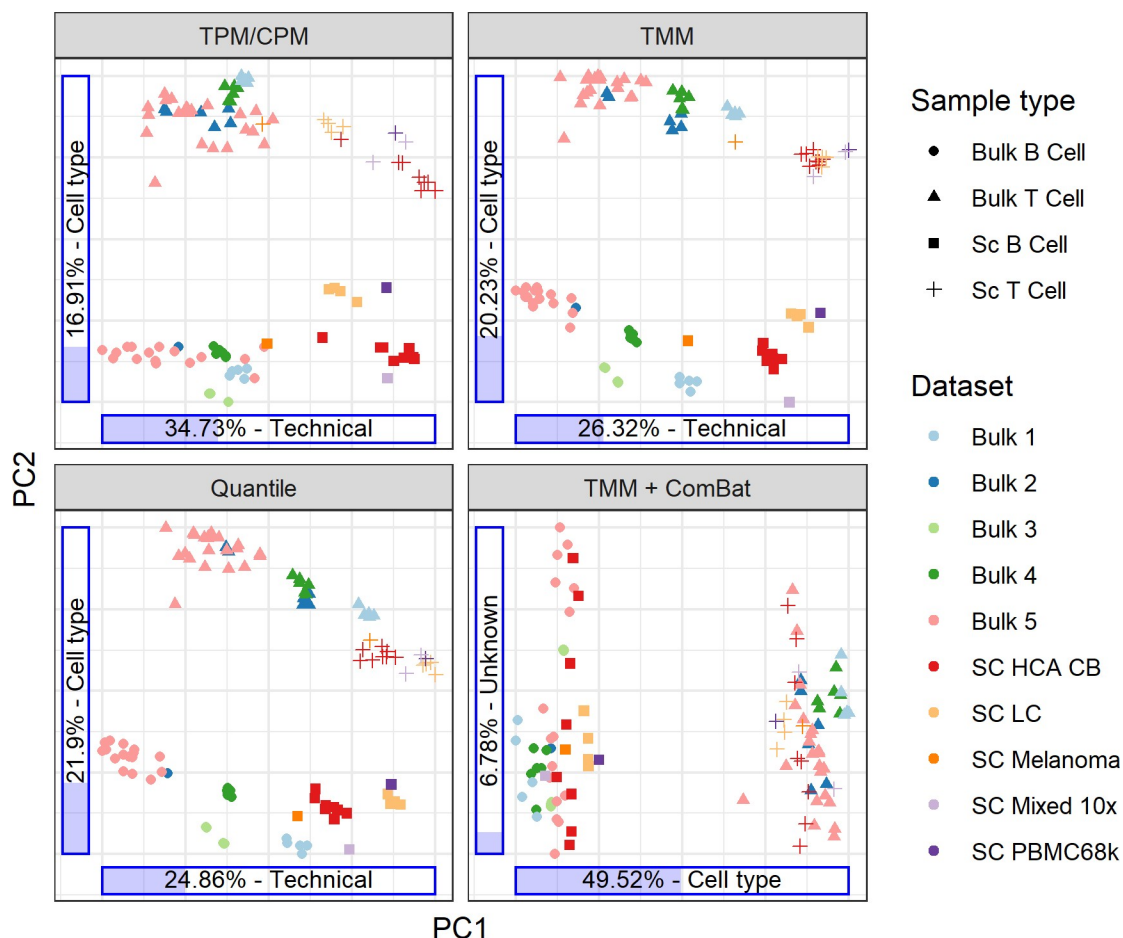 TPM/CPM
TMM
16.91% - Cell type
34.73% - Technical
20.23% - Cell type
26.32% - Technical
Quantile
TMM + ComBat
21.9% - Cell type
24.86% - Technical
6.78% - Unknown
49.52% - Cell type
PC2
PC1
Sample type
Bulk B Cell
Bulk T Cell
Sc B Cell
Sc T Cell
Dataset
Bulk 1
Bulk 2
Bulk 3
Bulk 4
Bulk 5
SC HCA CB
SC LC
SC Melanoma
SC Mixed 10x
SC PBMC68k